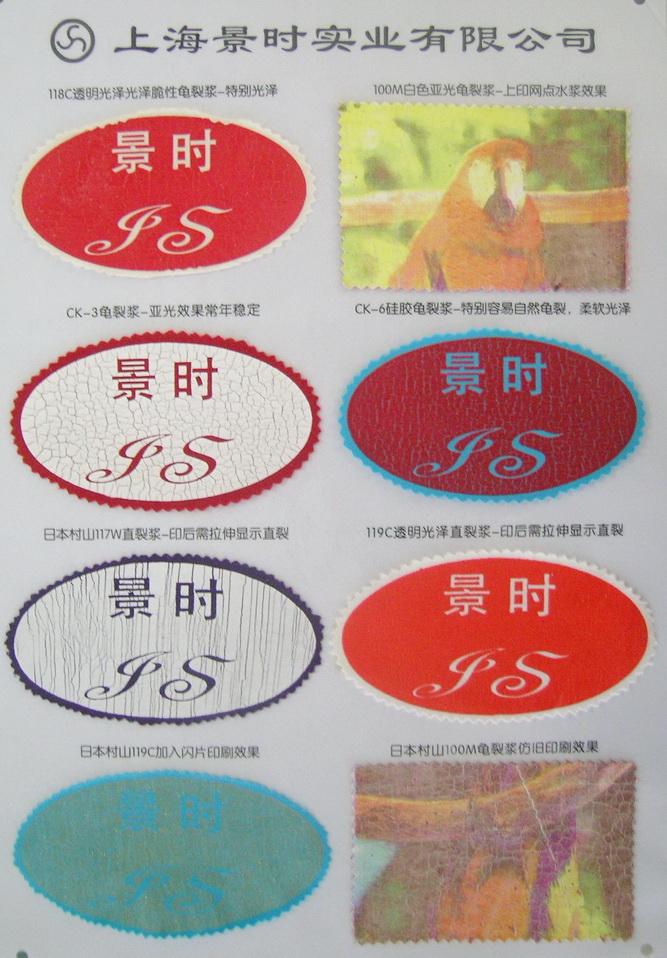 上海景时实业有限公司
118C透明光泽光泽脆性龟裂浆-特别光泽
100M白色亚光龟裂浆-上印网点水浆效果
景时
JS
CK-3龟裂浆-亚光效果常年稳定
CK-6硅胶龟裂浆-特别容易自然龟裂，柔软光泽
景时
JS
景时
JS
日本村山117W直裂浆-印后需拉伸显示直裂
119C透明光泽直裂浆-印后需拉伸显示直裂
景时
JS
景时
JS
日本村山119C加入闪片印刷效果
日本村山100M龟裂浆仿旧印刷效果
景时
JS